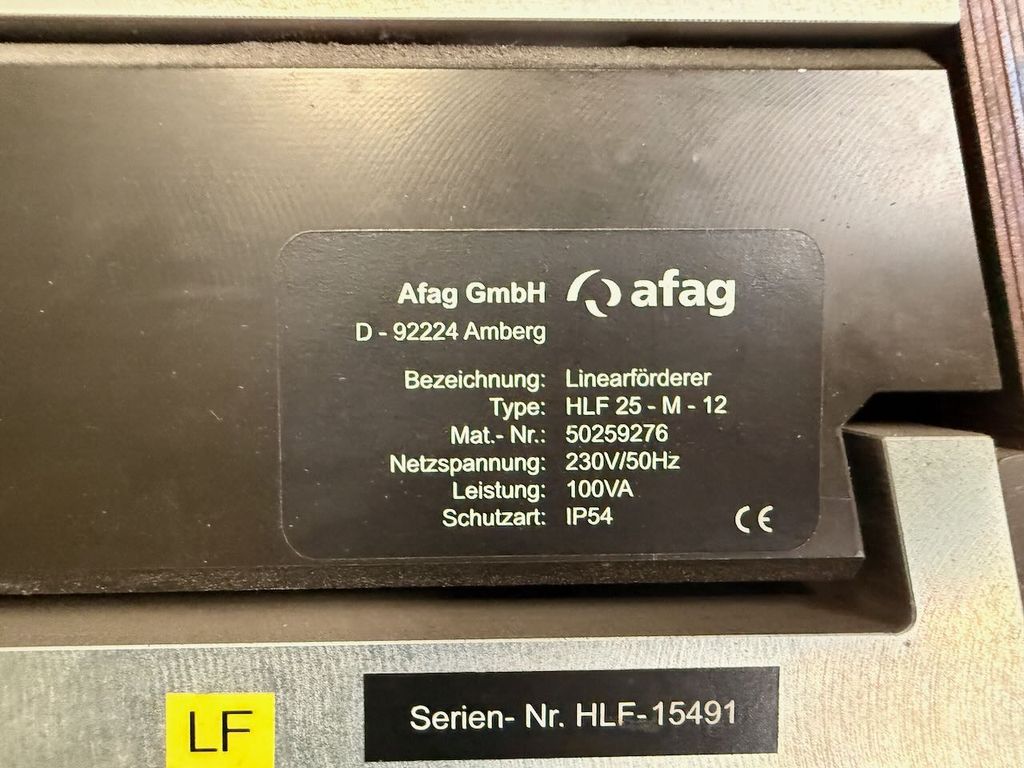 Afag GmbH afag
D - 92224 Amberg
Bezeichnung: Linearförderer
Type: HLF 25 - M - 12
Mat.- Nr.: 50259276
Netzspannung: 230V/50Hz
Leistung: 100VA
Schutzart: IP54
CE
LF
Serien- Nr. HLF-15491